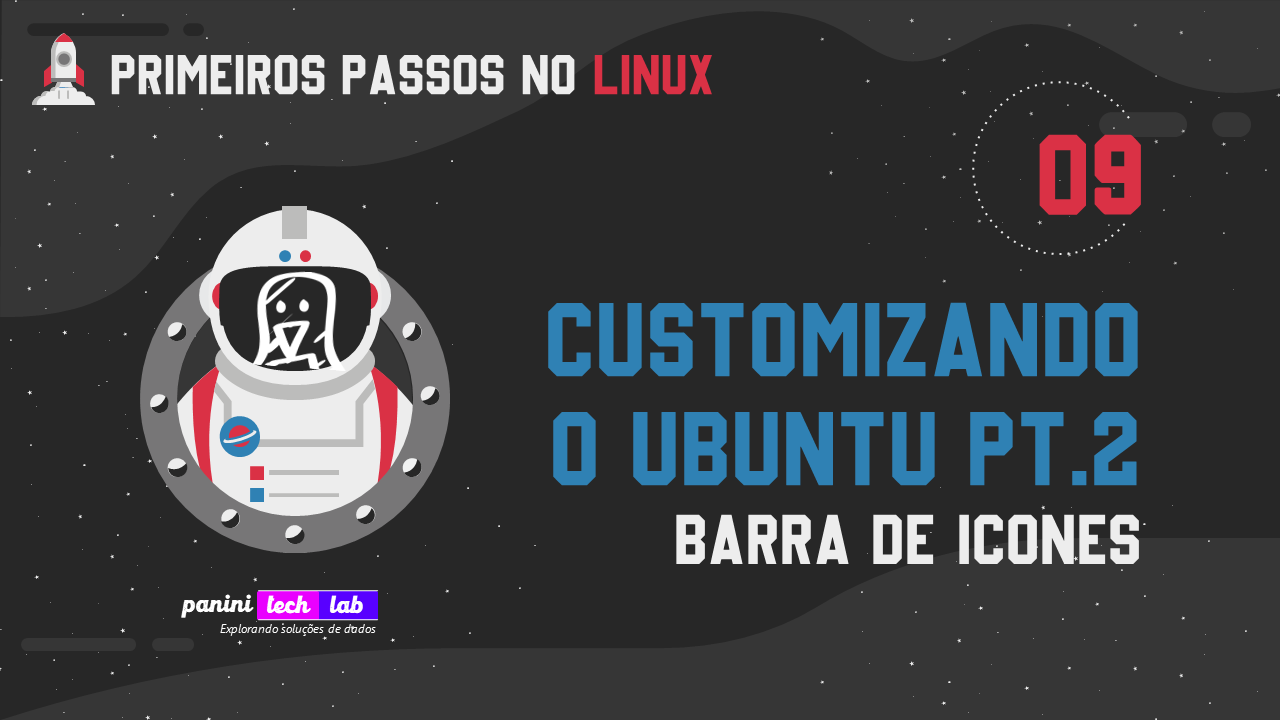 PRIMEIROS PASSOS NO LINUX
09
CUSTOMIZANDO
O UBUNTU PT.2
BARRA DE ICONES
panini tech lab
Explorando soluções de dados